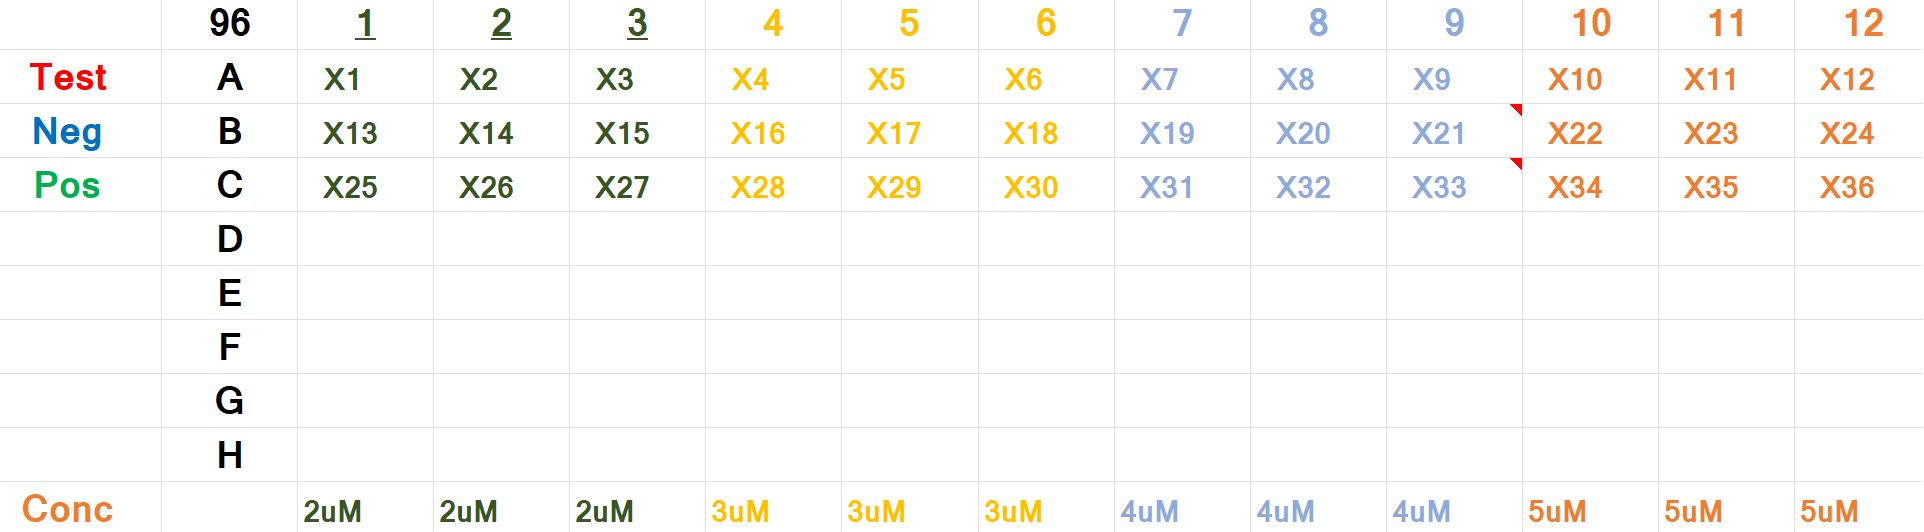 96 1 2 3 4 5 6 7 8 9 10 11 12
Test A X1 X2 X3 X4 X5 X6 X7 X8 X9 X10 X11 X12
Neg B X13 X14 X15 X16 X17 X18 X19 X20 X21 X22 X23 X24
Pos C X25 X26 X27 X28 X29 X30 X31 X32 X33 X34 X35 X36
D
E
F
G
H
Conc 2uM 2uM 2uM 3uM 3uM 3uM 4uM 4uM 4uM 5uM 5uM 5uM